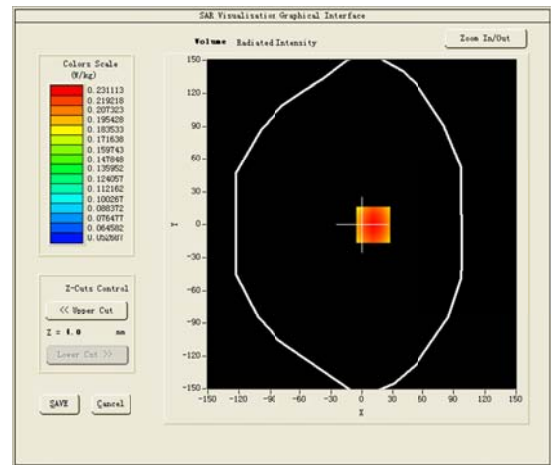 SAR Visualisation Graphical Interface
Volume Radiated Intensity
Zoom In/Out
Colors Scale
(W/kg)
0.231113
0.219218
0.207323
0.195428
0.183533
0.171638
0.159743
0.147848
0.135952
0.124057
0.112162
0.100267
0.088372
0.076477
0.064582
0.052687
Z-Cuts Control
<< Upper Cut
Z = 4.0 mm
Lower Cut >>
SAVE
Cancel
150
120
90
60
30
0
-30
-60
-90
-120
-150
Y
-150 -120 -90 -60 -30 0 30 60 90 120 150
X